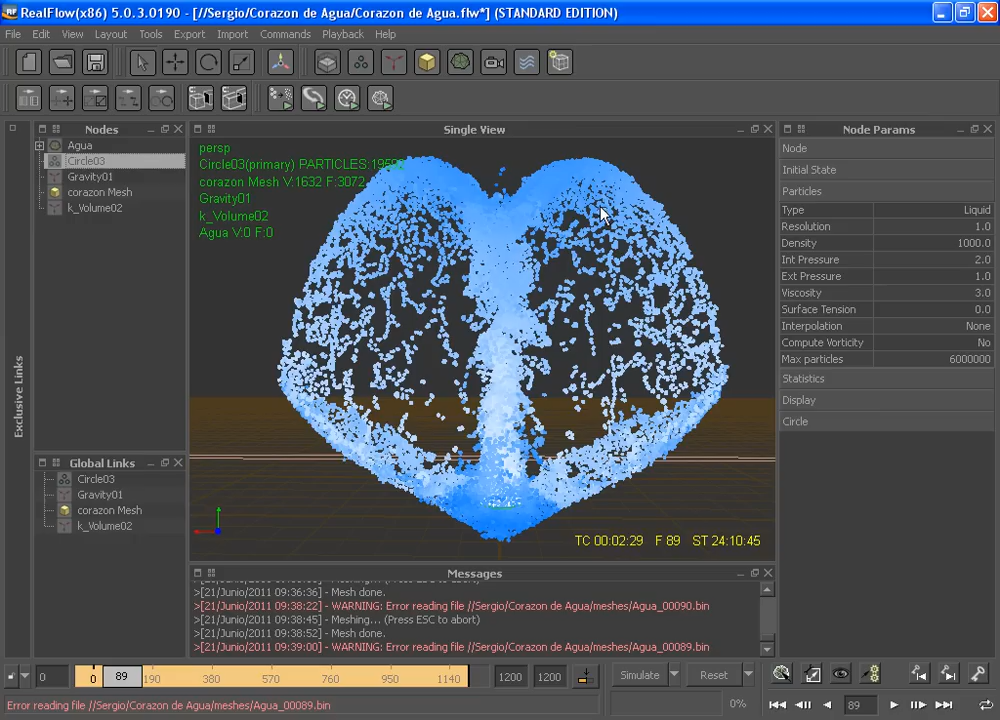 RealFlow(x86) 5.0.3.0190 - [//Sergio/Corazon de Agua/Corazon de Agua.flw*] (STANDARD EDITION)
File Edit View Layout Tools Export Import Commands Playback Help
Nodes
Agua
Circle03
Gravity01
corazon Mesh
k_Volume02
Exclusive Links
Global Links
Circle03
Gravity01
corazon Mesh
k_Volume02
Single View
persp
Circle03(primary) PARTICLES:
corazon Mesh V:1632 F:3072
Gravity01
k_Volume02
Agua V:0 F:0
TC 00:02:29 F 89 ST 24:10:45
Messages
>[21/Junio/2011 09:36:36] - Mesh done.
>[21/Junio/2011 09:38:22] - WARNING: Error reading file //Sergio/Corazon de Agua/meshes/Agua_00090.bin
>[21/Junio/2011 09:38:45] - Meshing... (Press ESC to abort)
>[21/Junio/2011 09:38:52] - Mesh done.
>[21/Junio/2011 09:39:00] - WARNING: Error reading file //Sergio/Corazon de Agua/meshes/Agua_00089.bin
Node Params
Node
Initial State
Particles
Type Liquid
Resolution 1.0
Density 1000.0
Int Pressure 2.0
Ext Pressure 1.0
Viscosity 3.0
Surface Tension 0.0
Interpolation None
Compute Vorticity No
Max particles 6000000
Statistics
Display
Circle
0 0 89 190 380 570 760 950 1140 1200 1200 Simulate Reset
Error reading file //Sergio/Corazon de Agua/meshes/Agua_00089.bin 0% 89